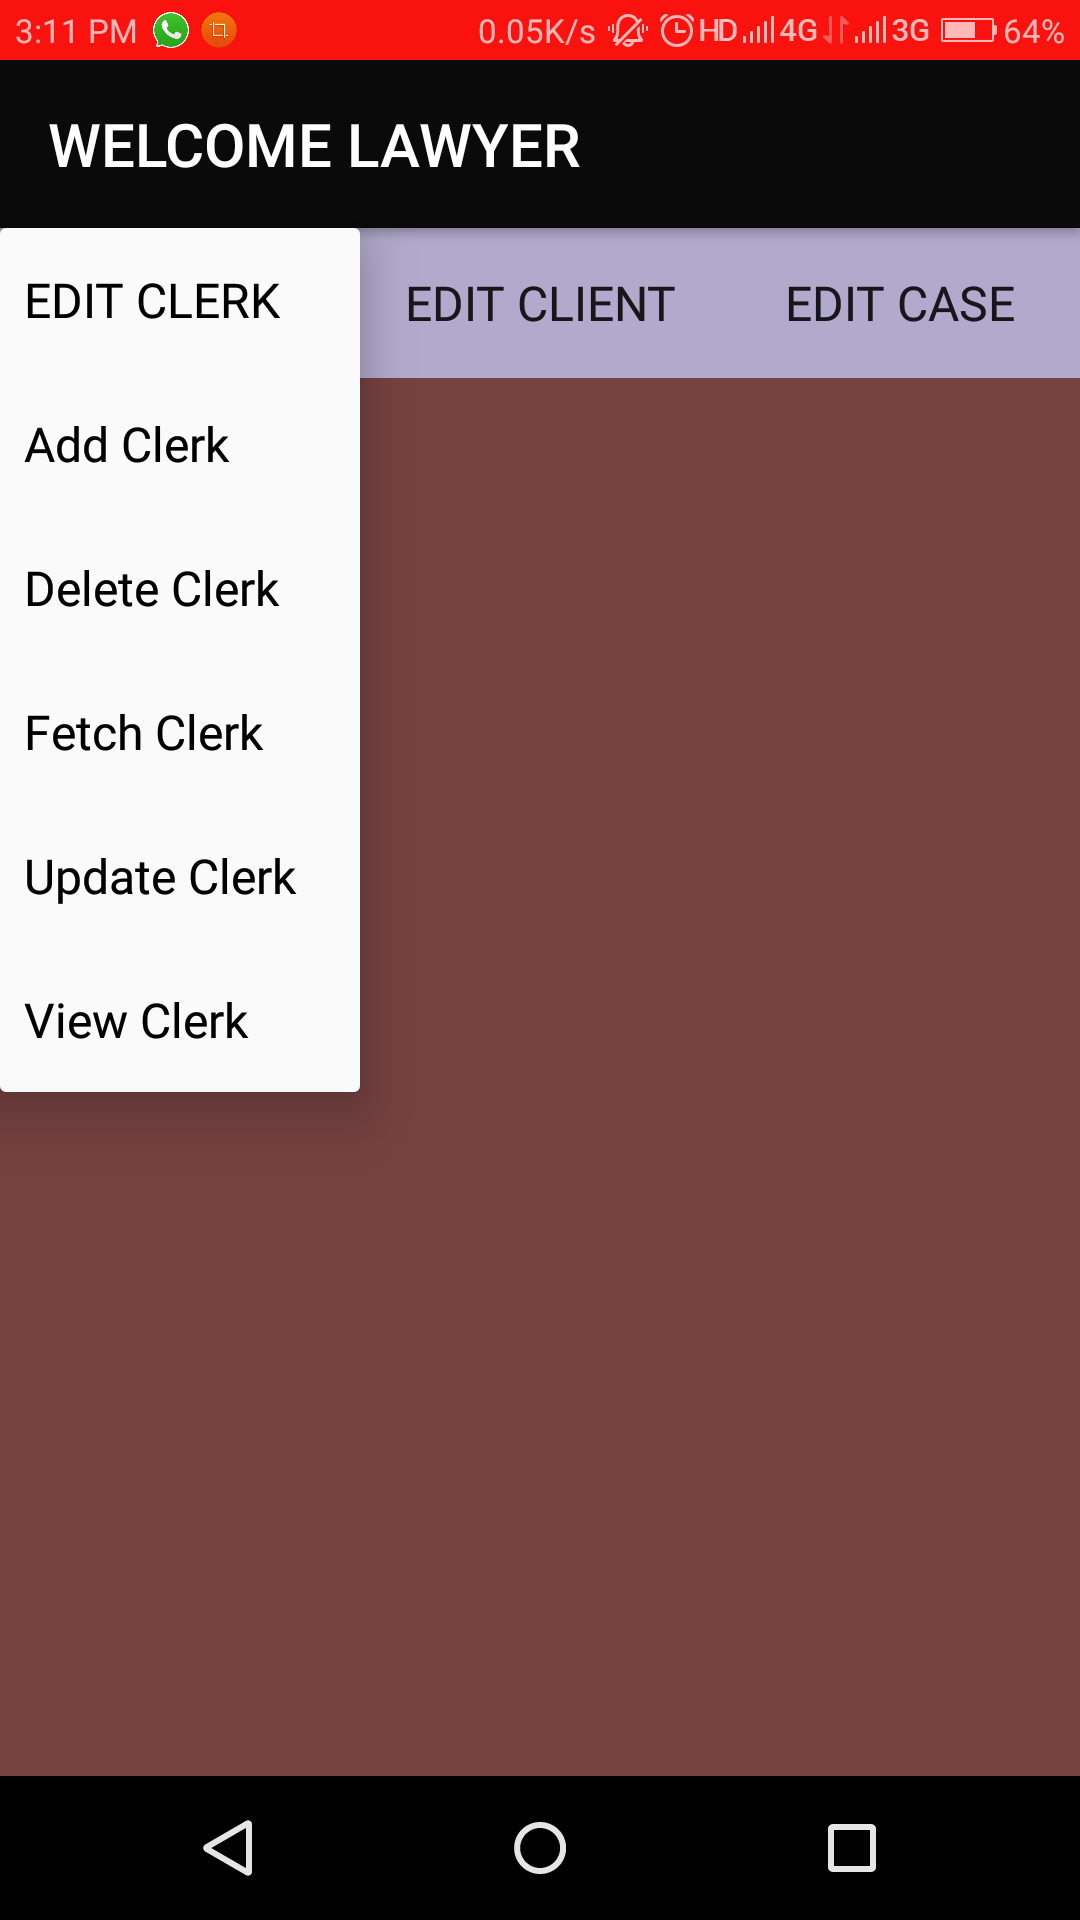 3:11 PM 0.05K/s HD 4G 3G 64%
WELCOME LAWYER
EDIT CLERK EDIT CLIENT EDIT CASE
Add Clerk
Delete Clerk
Fetch Clerk
Update Clerk
View Clerk